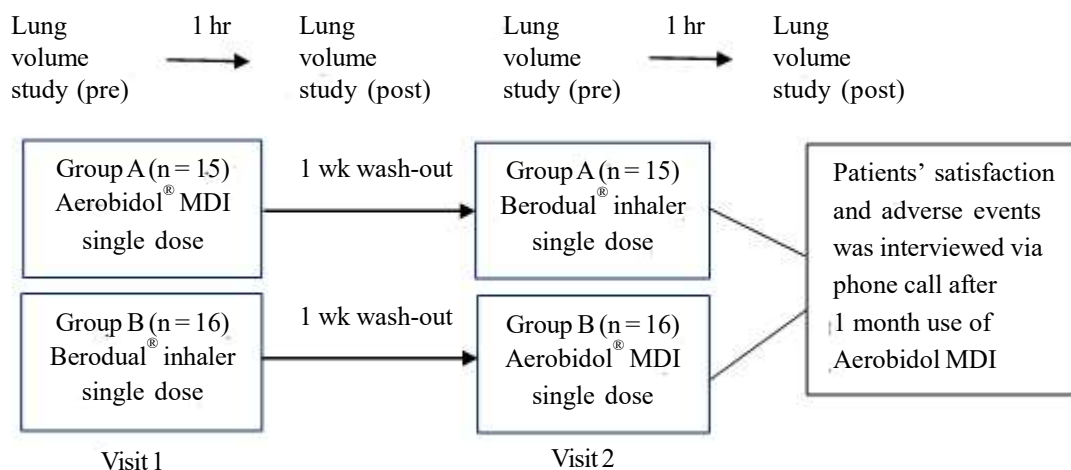 Lung
volume
study (pre)
1 hr
Lung
volume
study (post)
Lung
volume
study (pre)
1 hr
Lung
volume
study (post)
Group A (n = 15)
Aerobidol® MDI
single dose
1 wk wash-out
Group A (n = 15)
Berodual® inhaler
single dose
Group B (n = 16)
Berodual® inhaler
single dose
1 wk wash-out
Group B (n = 16)
Aerobidol® MDI
single dose
Patients’ satisfaction
and adverse events
was interviewed via
phone call after
1 month use of
Aerobidol MDI
Visit 1
Visit 2